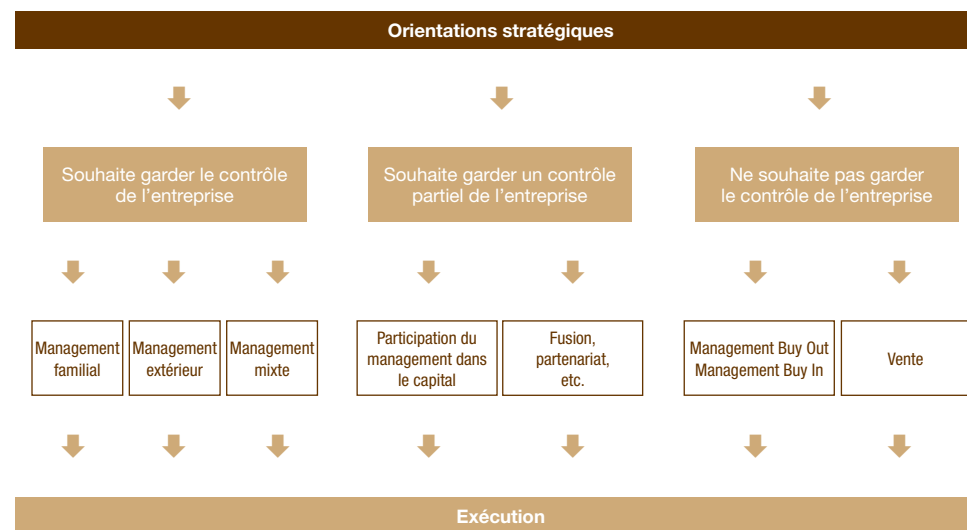 Orientations stratégiques
Souhaite garder le contrôle
de l’entreprise
Souhaite garder un contrôle
partiel de l’entreprise
Ne souhaite pas garder
le contrôle de l’entreprise
Management
familial
Management
extérieur
Management
mixte
Participation du
management dans
le capital
Fusion,
partenariat,
etc.
Management Buy Out
Management Buy In
Vente
Exécution